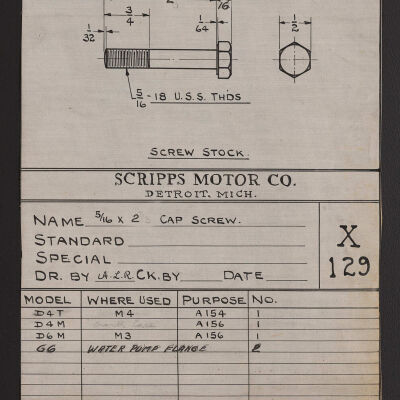 3/4
1/32
1/64
1/2
5/16 - 18 U.S.S. THDS
SCREW STOCK.
SCRIPPS MOTOR CO.
DETROIT, MICH.
NAME 5/16 X 2 CAP SCREW.
STANDARD
SPECIAL
DR. BY A.L.R. CK. BY DATE
X
129
MODEL WHERE USED PURPOSE NO.
D4T M4 A154 1
D4M A156 1
D6M M3 A156 1
G6 WATER PUMP FLANGE 2